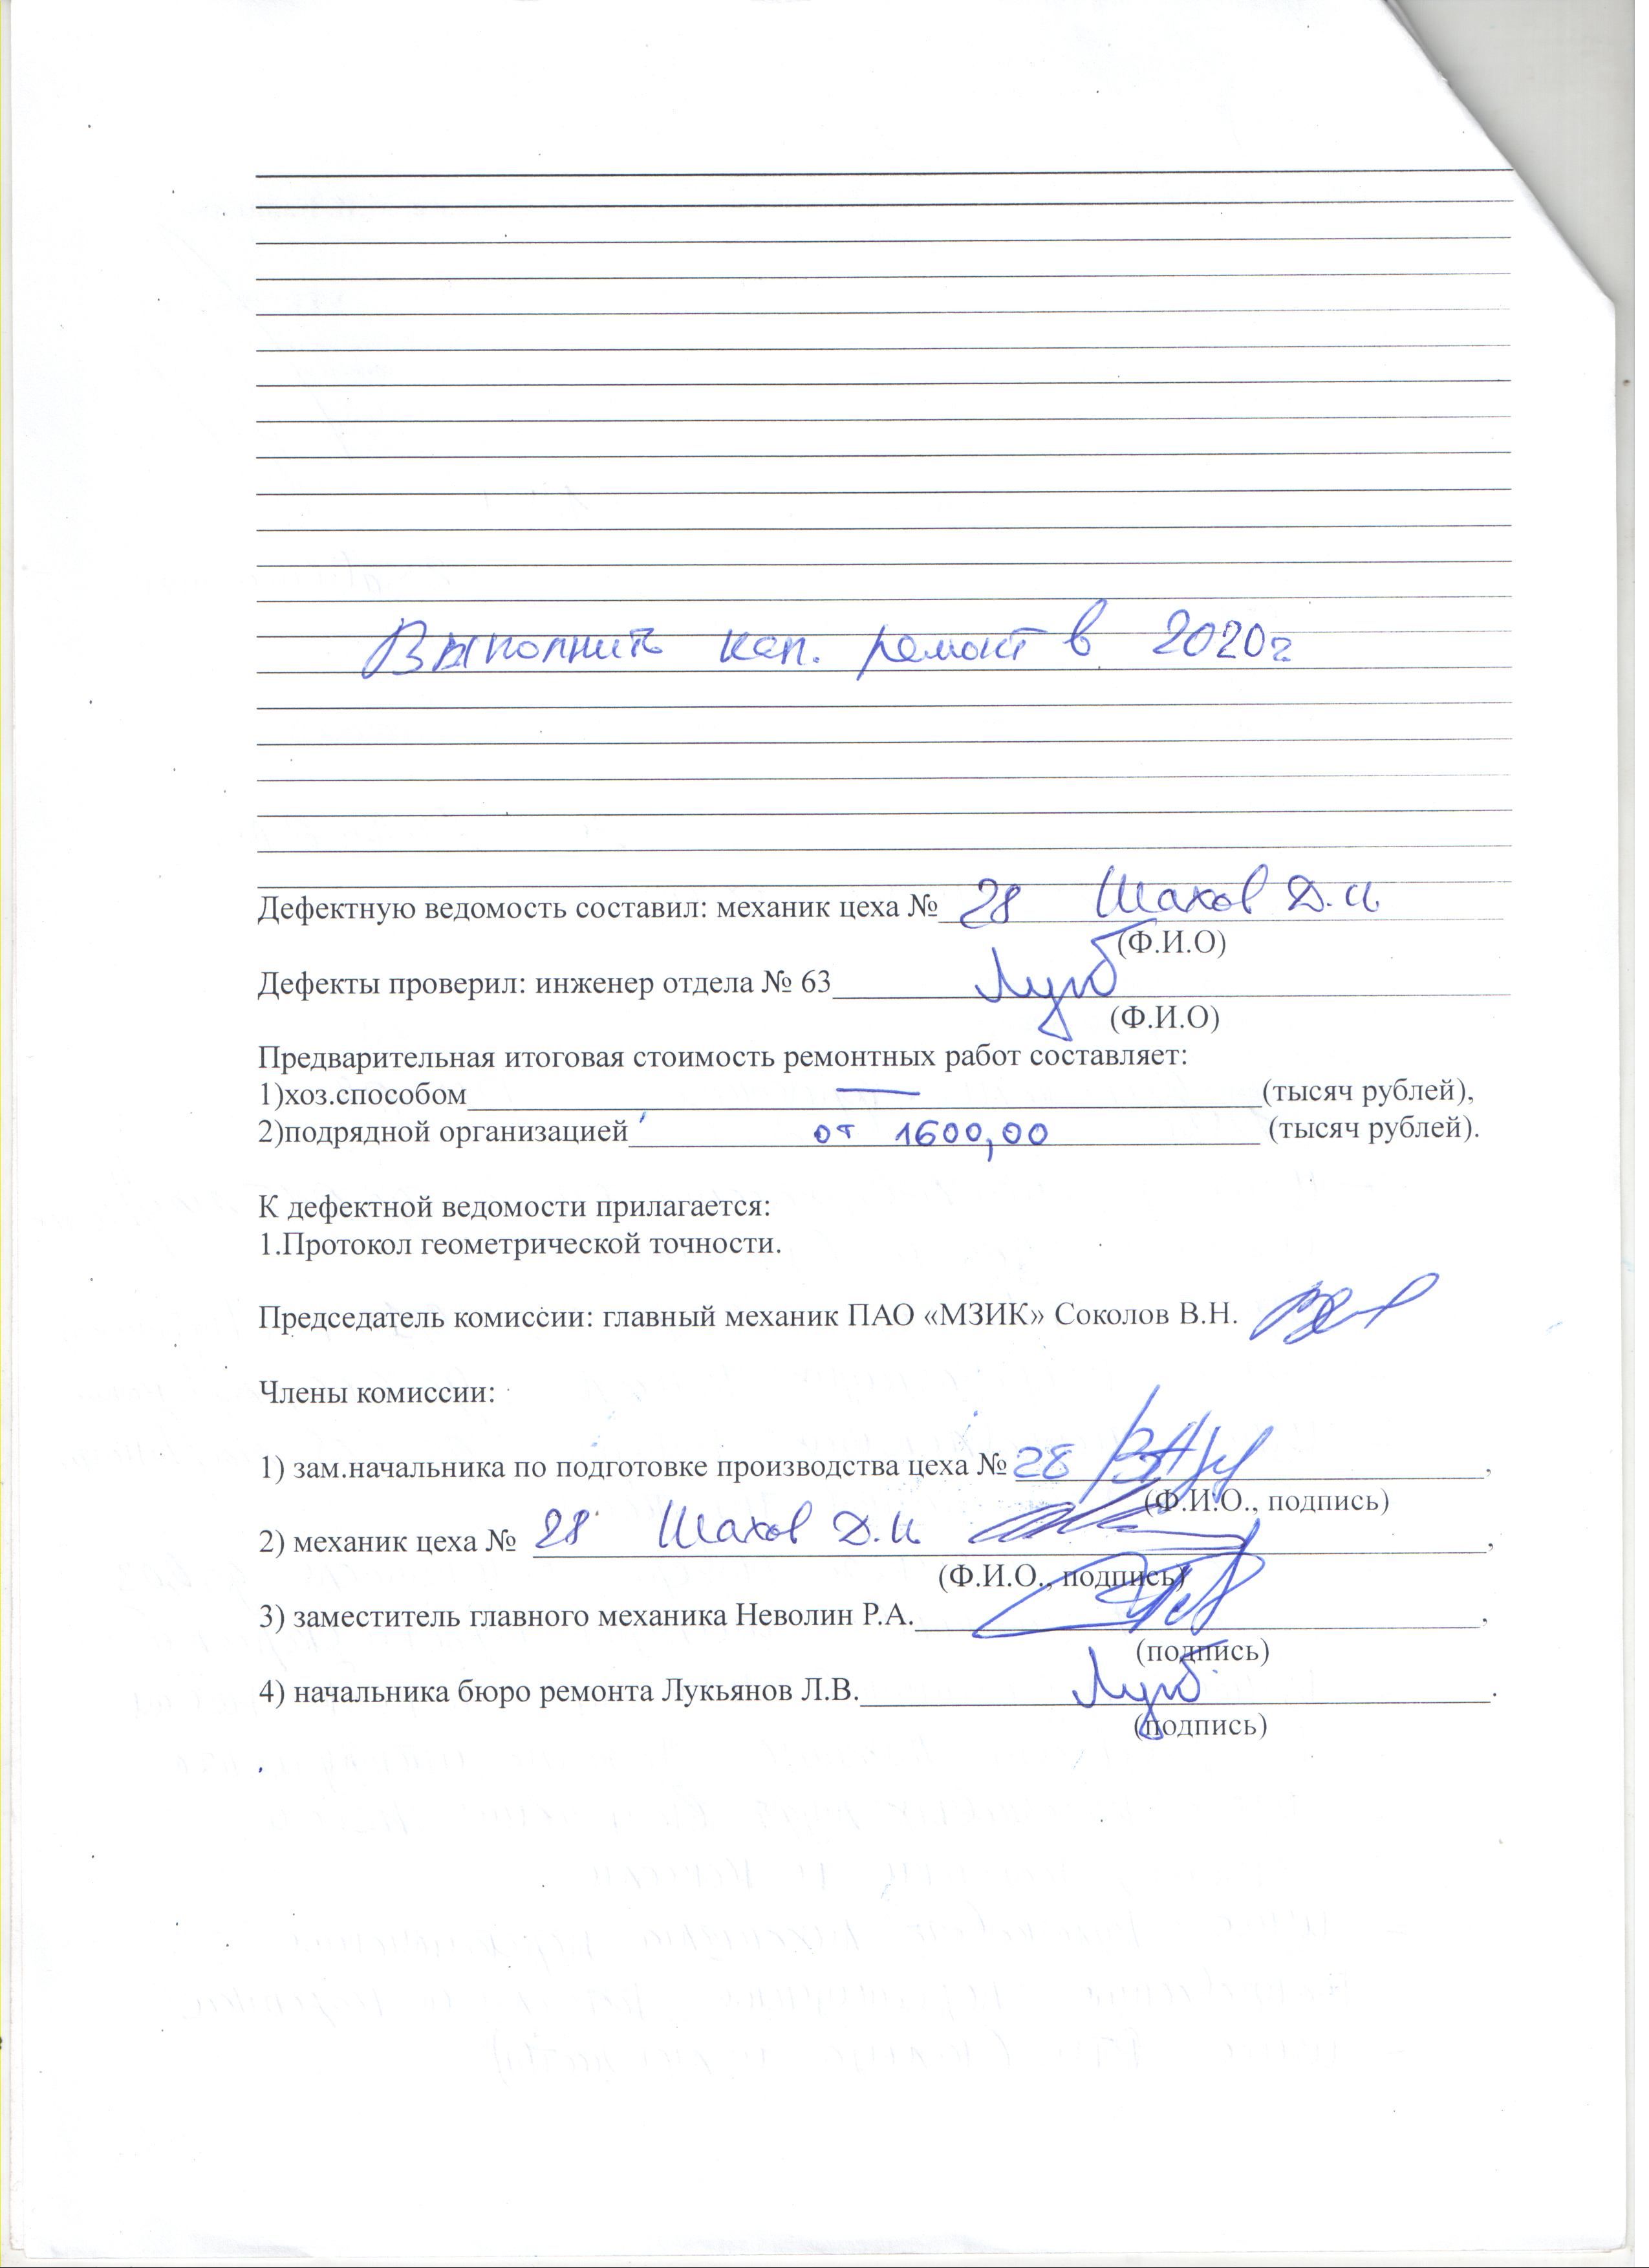 Выполнить кап. ремонт в 2020г
Дефектную ведомость составил: механик цеха № 28 Шахов Д.И
(Ф.И.О)
Дефекты проверил: инженер отдела № 63
(Ф.И.О)
Предварительная итоговая стоимость ремонтных работ составляет:
1)хоз.способом — (тысяч рублей),
2)подрядной организацией от 1600,00 (тысяч рублей).
К дефектной ведомости прилагается:
1.Протокол геометрической точности.
Председатель комиссии: главный механик ПАО «МЗИК» Соколов В.Н.
Члены комиссии:
1) зам.начальника по подготовке производства цеха № 28 ,
(Ф.И.О., подпись)
2) механик цеха № 28 Шахов Д.И ,
(Ф.И.О., подпись)
3) заместитель главного механика Неволин Р.А. ,
(подпись)
4) начальника бюро ремонта Лукьянов Л.В. .
(подпись)